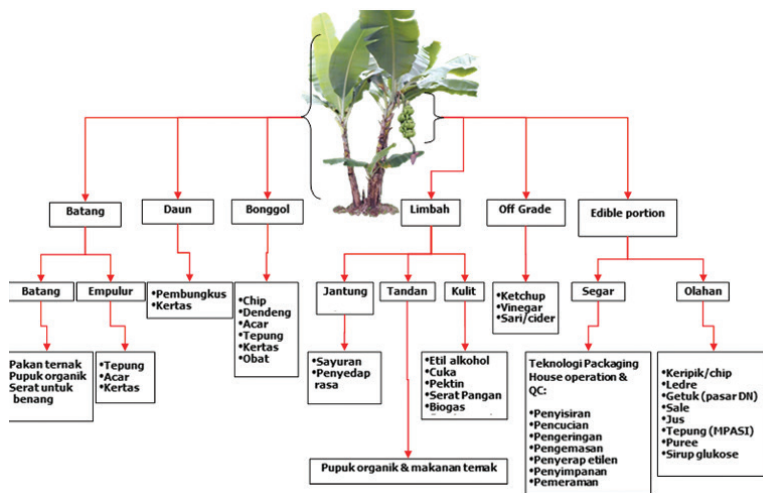 Batang
Daun
Bonggol
Limbah
Off Grade
Edible portion
Batang
Empulur
•Pembungkus
•Kertas
•Chip
•Dendeng
•Acar
•Tepung
•Kertas
•Obat
Jantung
Tandan
Kulit
•Ketchup
•Vinegar
•Sari/cider
Segar
Olahan
Pakan ternak
Pupuk organik
Serat untuk
benang
•Tepung
•Acar
•Kertas
•Sayuran
•Penyedap
rasa
•Etil alkohol
•Cuka
•Pektin
•Serat Pangan
•Biogas
Teknologi Packaging
House operation &
QC:
•Penyisiran
•Pencucian
•Pengeringan
•Pengemasan
•Penyerap etilen
•Penyimpanan
•Pemeraman
•Keripik/chip
•Ledre
•Getuk (pasar DN)
•Sale
•Jus
•Tepung (MPASI)
•Puree
•Sirup glukose
Pupuk organik & makanan ternak